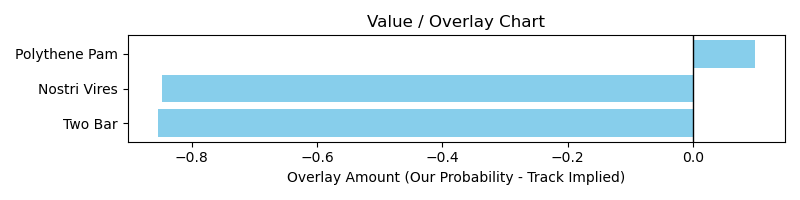 Value / Overlay Chart
Polythene Pam
Nostri Vires
Two Bar
−0.8 −0.6 −0.4 −0.2 0.0
Overlay Amount (Our Probability - Track Implied)